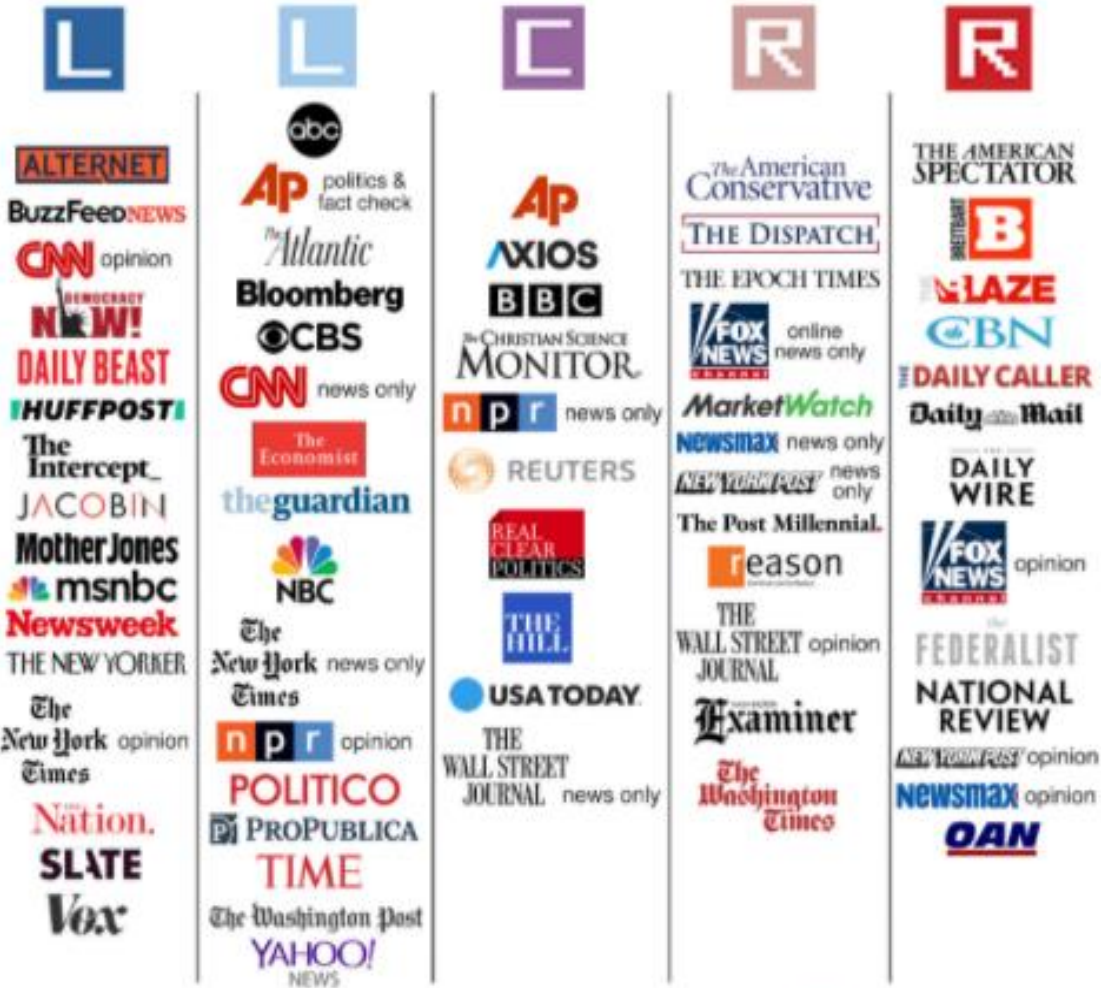 L
L
C
R
R
ALTERNET
BUZZFEEDNEWS
CNN opinion
DEMOCRACY
NOW!
DAILY BEAST
HUFFPOST
The
Intercept_
JACOBIN
Mother Jones
msnbc
Newsweek
THE NEW YORKER
The
New York opinion
Times
Nation.
SLATE
Vox
abc
AP politics &
fact check
The Atlantic
Bloomberg
CBS
CNN news only
The
Economist
theguardian
NBC
The
New York news only
Times
npr opinion
POLITICO
PROPUBLICA
TIME
The Washington Post
YAHOO!
NEWS
AP
AXIOS
BBC
The CHRISTIAN SCIENCE
MONITOR
npr news only
REUTERS
REAL
CLEAR
POLITICS
THE
HILL
USA TODAY
THE
WALL STREET
JOURNAL news only
The American
Conservative
THE DISPATCH
THE EPOCH TIMES
FOX
NEWS
channel
online
news only
MarketWatch
Newsmax news only
NEW YORK POST news
only
The Post Millennial.
reason
THE
WALL STREET opinion
JOURNAL
Examiner
The
Washington
Times
THE AMERICAN
SPECTATOR
BREITBART
B
BLAZE
CBN
THE DAILY CALLER
Daily Mail
DAILY
WIRE
FOX
NEWS
channel
opinion
the
FEDERALIST
NATIONAL
REVIEW
NEW YORK POST opinion
Newsmax opinion
OAN